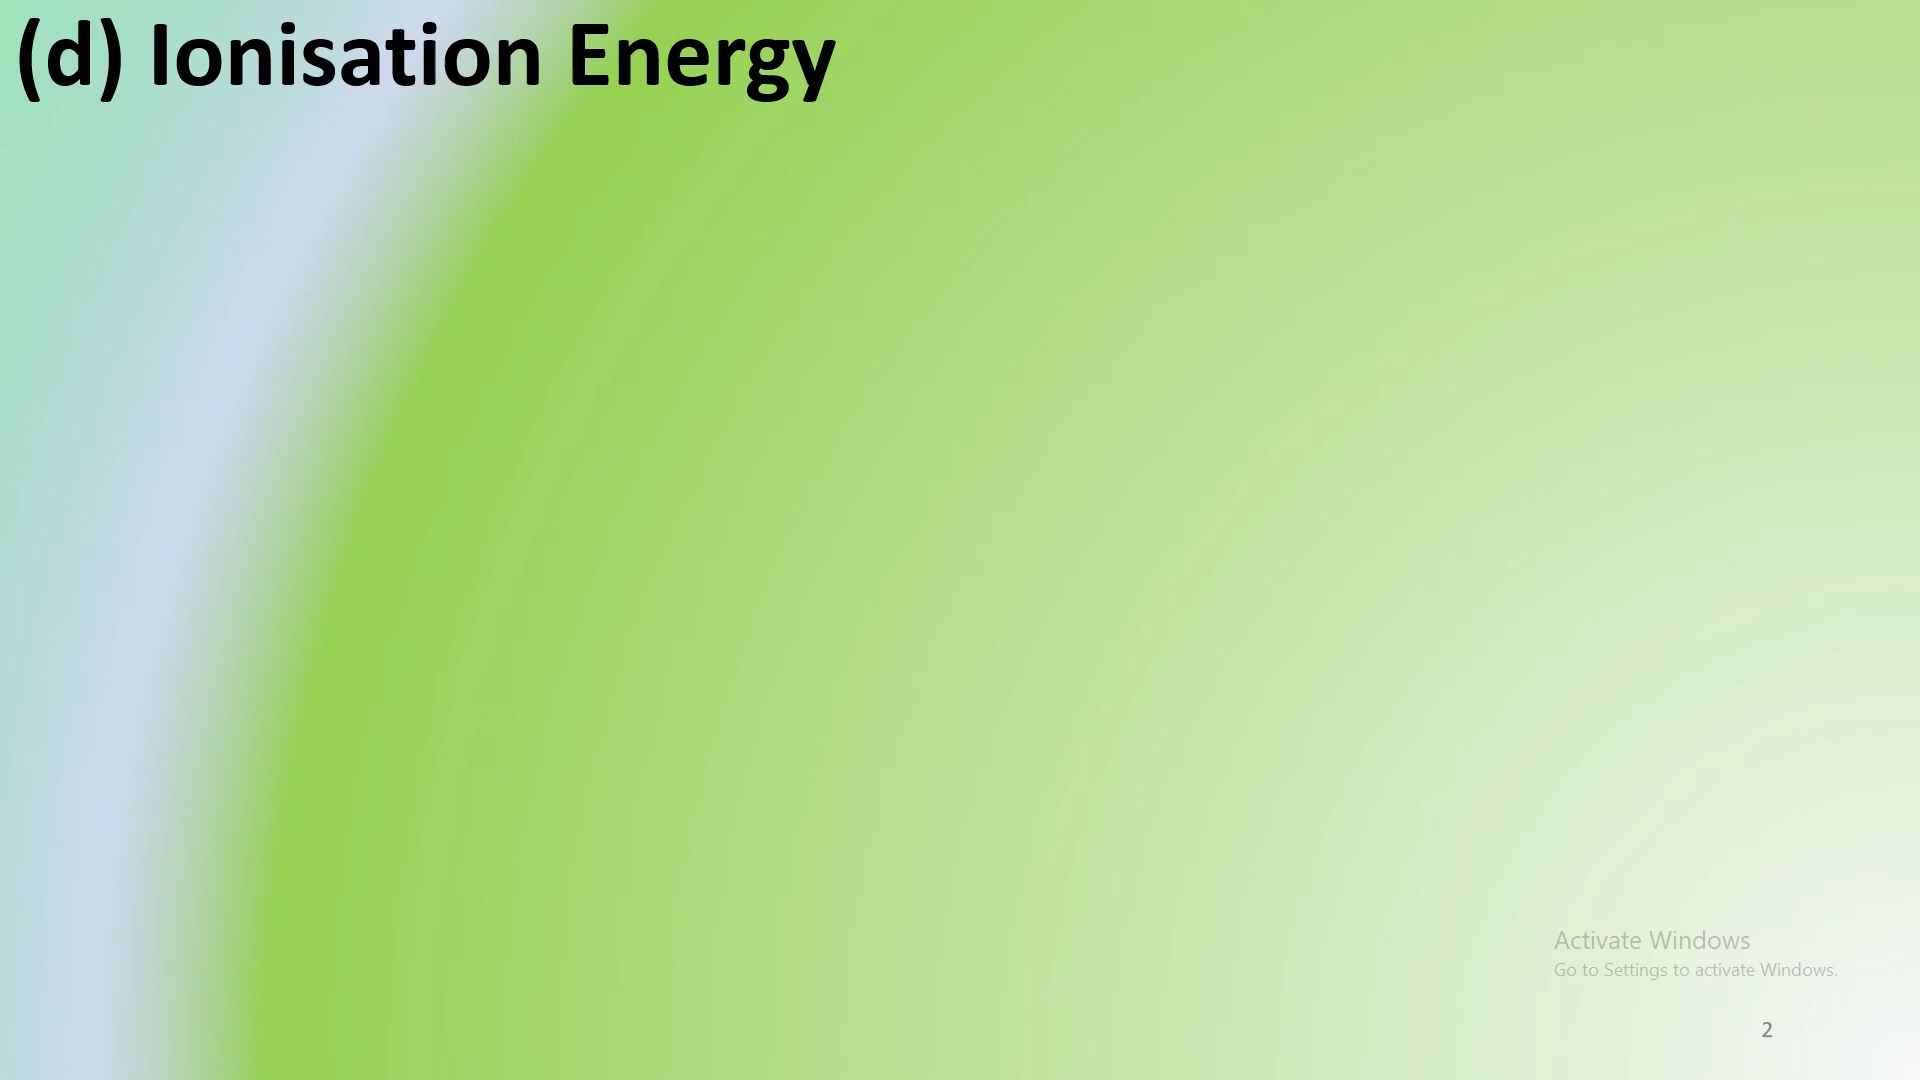 (d) Ionisation Energy
Activate Windows
Go to Settings to activate Windows.
2